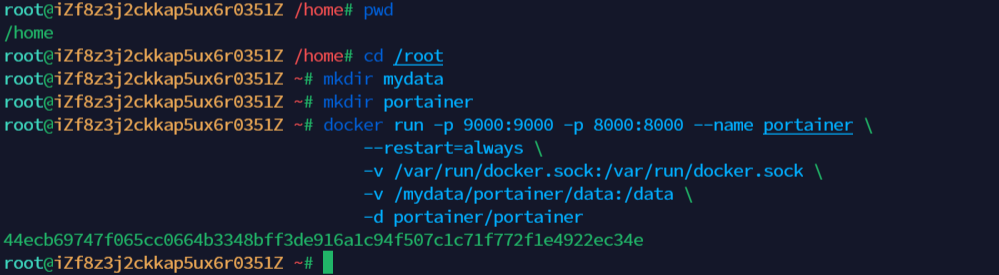 root@iZf8z3j2ckkap5ux6r0351Z /home# pwd
/home
root@iZf8z3j2ckkap5ux6r0351Z /home# cd /root
root@iZf8z3j2ckkap5ux6r0351Z ~# mkdir mydata
root@iZf8z3j2ckkap5ux6r0351Z ~# mkdir portainer
root@iZf8z3j2ckkap5ux6r0351Z ~# docker run -p 9000:9000 -p 8000:8000 --name portainer \
--restart=always \
-v /var/run/docker.sock:/var/run/docker.sock \
-v /mydata/portainer/data:/data \
-d portainer/portainer
44ecb69747f065cc0664b3348bff3de916a1c94f507c1c71f772f1e4922ec34e
root@iZf8z3j2ckkap5ux6r0351Z ~#